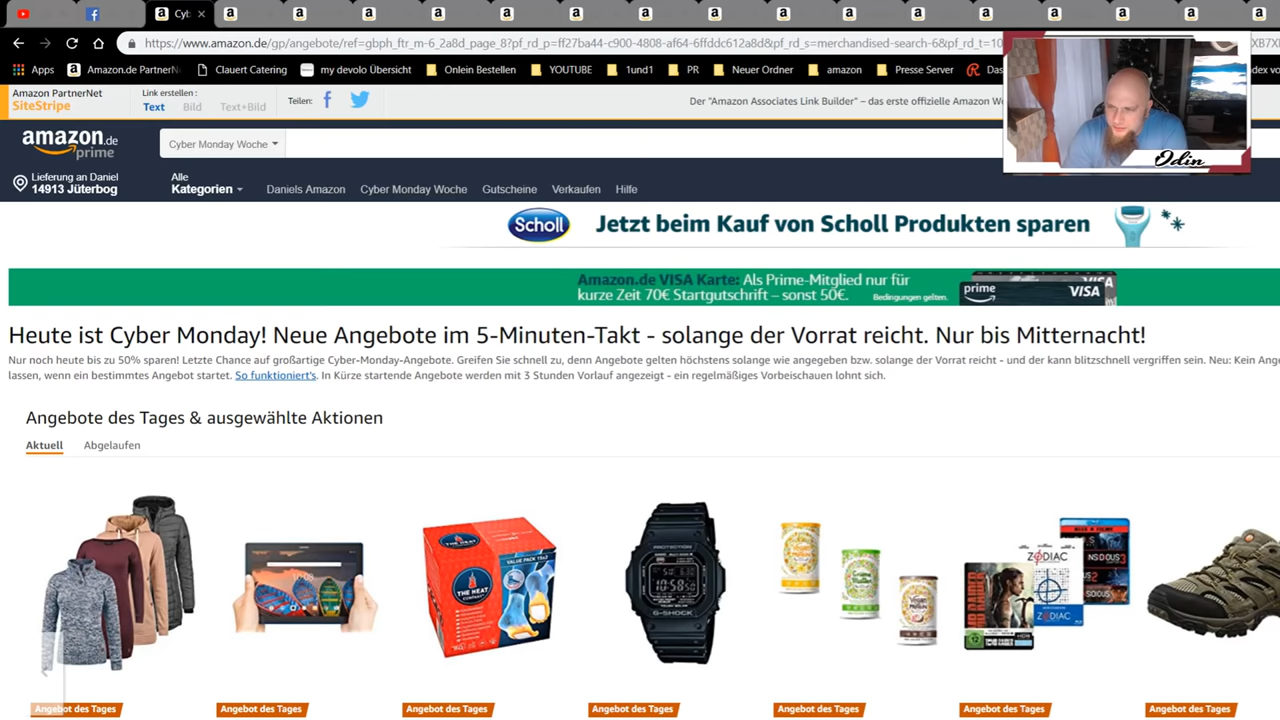 Cyb
https://www.amazon.de/gp/angebote/ref=gbph_ftr_m-6_2a8d_page_8?pf_rd_p=ff27ba44-c900-4808-af64-6ffddc612a8d&pf_rd_s=merchandised-search-6&pf_rd_t=10
Apps
Amazon.de PartnerN
Clauert Catering
my devolo Übersicht
Onlein Bestellen
YOUTUBE
1und1
PR
Neuer Ordner
amazon
Presse Server
Das
Amazon PartnerNet
SiteStripe
Link erstellen :
Text Bild Text+Bild
Teilen:
Der "Amazon Associates Link Builder" – das erste offizielle Amazon
Odin
amazon.de
prime
Cyber Monday Woche
Lieferung an Daniel
14913 Jüterbog
Alle
Kategorien
Daniels Amazon
Cyber Monday Woche
Gutscheine
Verkaufen
Hilfe
Scholl
Jetzt beim Kauf von Scholl Produkten sparen
Amazon.de VISA Karte: Als Prime-Mitglied nur für
kurze Zeit 70€ Startgutschrift – sonst 50€.
Bedingungen gelten.
prime
VISA
Heute ist Cyber Monday! Neue Angebote im 5-Minuten-Takt - solange der Vorrat reicht. Nur bis Mitternacht!
Nur noch heute bis zu 50% sparen! Letzte Chance auf großartige Cyber-Monday-Angebote. Greifen Sie schnell zu, denn Angebote gelten höchstens solange wie angegeben bzw. solange der Vorrat reicht - und der kann blitzschnell vergriffen sein. Neu: Kein Ange
lassen, wenn ein bestimmtes Angebot startet. So funktioniert's. In Kürze startende Angebote werden mit 3 Stunden Vorlauf angezeigt - ein regelmäßiges Vorbeischauen lohnt sich.
Angebote des Tages & ausgewählte Aktionen
Aktuell
Abgelaufen
THE HEAT
VALUE PACK
THE HEAT
COMPANY
PROTECTION
G-SHOCK
ZODIAC
ZODIAC
Angebot des Tages
Angebot des Tages
Angebot des Tages
Angebot des Tages
Angebot des Tages
Angebot des Tages
Angebot des Tages